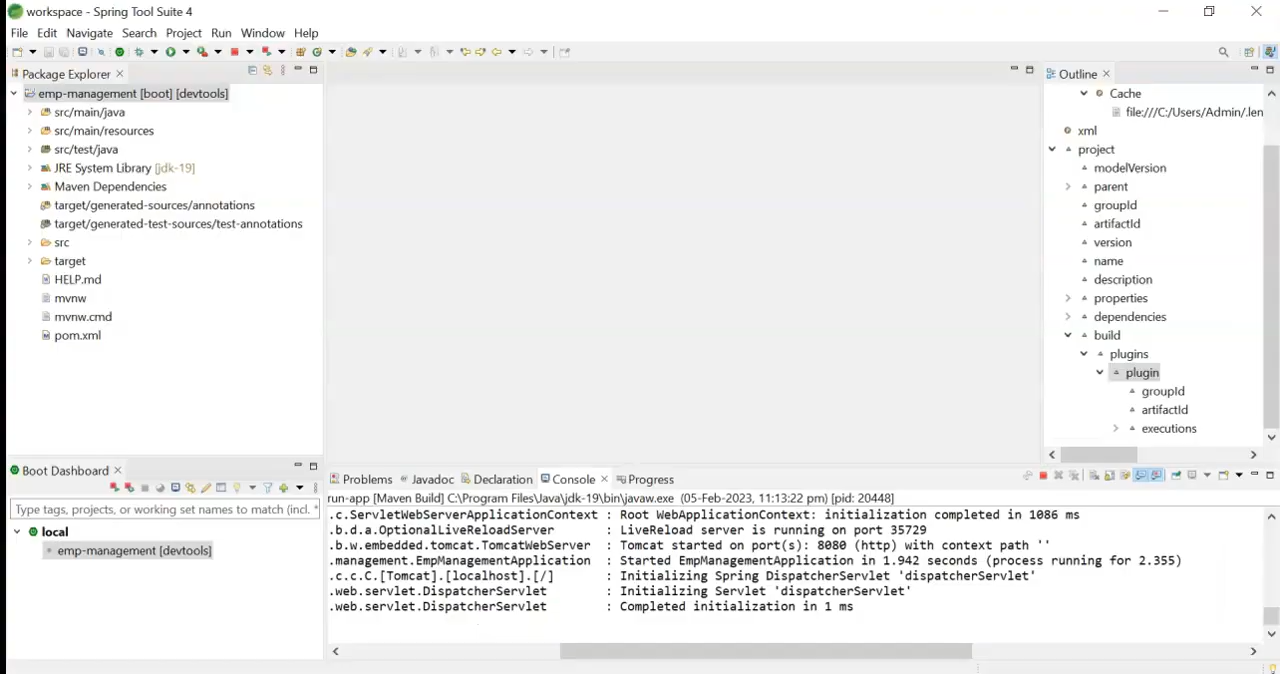 workspace - Spring Tool Suite 4
File Edit Navigate Search Project Run Window Help
Package Explorer
emp-management [boot] [devtools]
src/main/java
src/main/resources
src/test/java
JRE System Library [jdk-19]
Maven Dependencies
target/generated-sources/annotations
target/generated-test-sources/test-annotations
src
target
HELP.md
mvnw
mvnw.cmd
pom.xml
Outline
Cache
file:///C:/Users/Admin/.len
xml
project
modelVersion
parent
groupId
artifactId
version
name
description
properties
dependencies
build
plugins
plugin
groupId
artifactId
executions
Boot Dashboard
Type tags, projects, or working set names to match (incl. *
local
emp-management [devtools]
Problems Javadoc Declaration Console Progress
run-app [Maven Build] C:\Program Files\Java\jdk-19\bin\javaw.exe (05-Feb-2023, 11:13:22 pm) [pid: 20448]
.c.ServletWebServerApplicationContext : Root WebApplicationContext: initialization completed in 1086 ms
.b.d.a.OptionalLiveReloadServer : LiveReload server is running on port 35729
.b.w.embedded.tomcat.TomcatWebServer : Tomcat started on port(s): 8080 (http) with context path ''
.management.EmpManagementApplication : Started EmpManagementApplication in 1.942 seconds (process running for 2.355)
.c.c.C.[Tomcat].[localhost].[/] : Initializing Spring DispatcherServlet 'dispatcherServlet'
.web.servlet.DispatcherServlet : Initializing Servlet 'dispatcherServlet'
.web.servlet.DispatcherServlet : Completed initialization in 1 ms